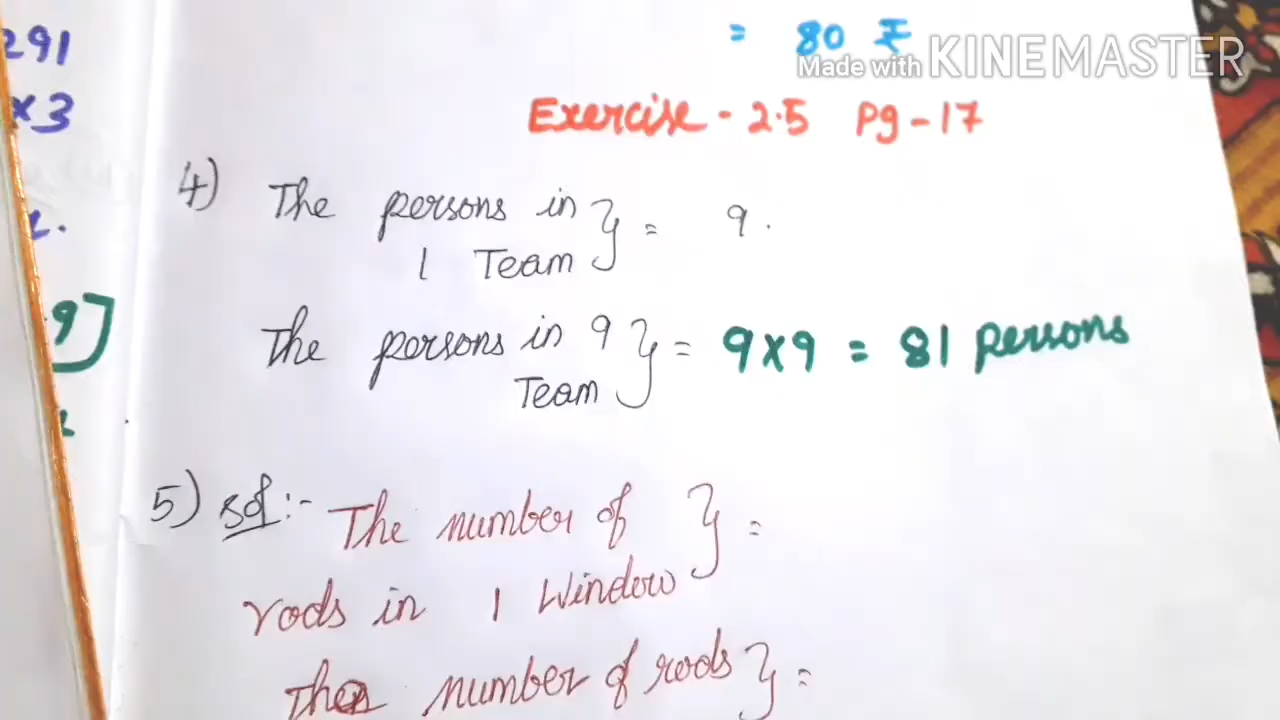 291
×3
9]
= 80 ₹
Made with KINEMASTER
Exercise - 2.5 Pg - 17
4) The persons in } = 9.
1 Team
The persons in 9 } = 9×9 = 81 persons
Team
5) Sol:- The number of } =
rods in 1 Window
The number of rods } =